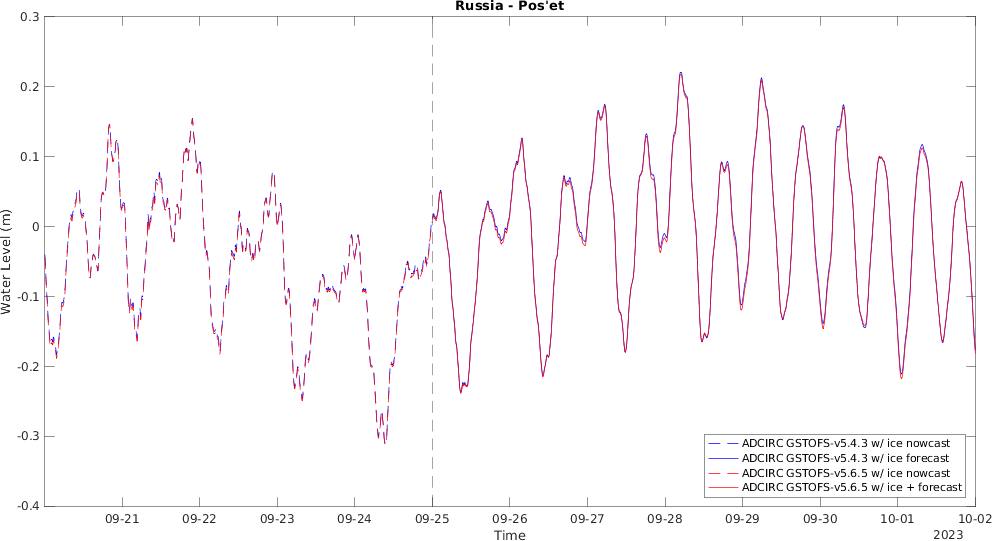 Russia - Pos'et
0.3
0.2
0.1
0
-0.1
-0.2
-0.3
-0.4
Water Level (m)
ADCIRC GSTOFS-v5.4.3 w/ ice nowcast
ADCIRC GSTOFS-v5.4.3 w/ ice forecast
ADCIRC GSTOFS-v5.6.5 w/ ice nowcast
ADCIRC GSTOFS-v5.6.5 w/ ice + forecast
09-21 09-22 09-23 09-24 09-25 09-26 09-27 09-28 09-29 09-30 10-01 10-02
Time
2023